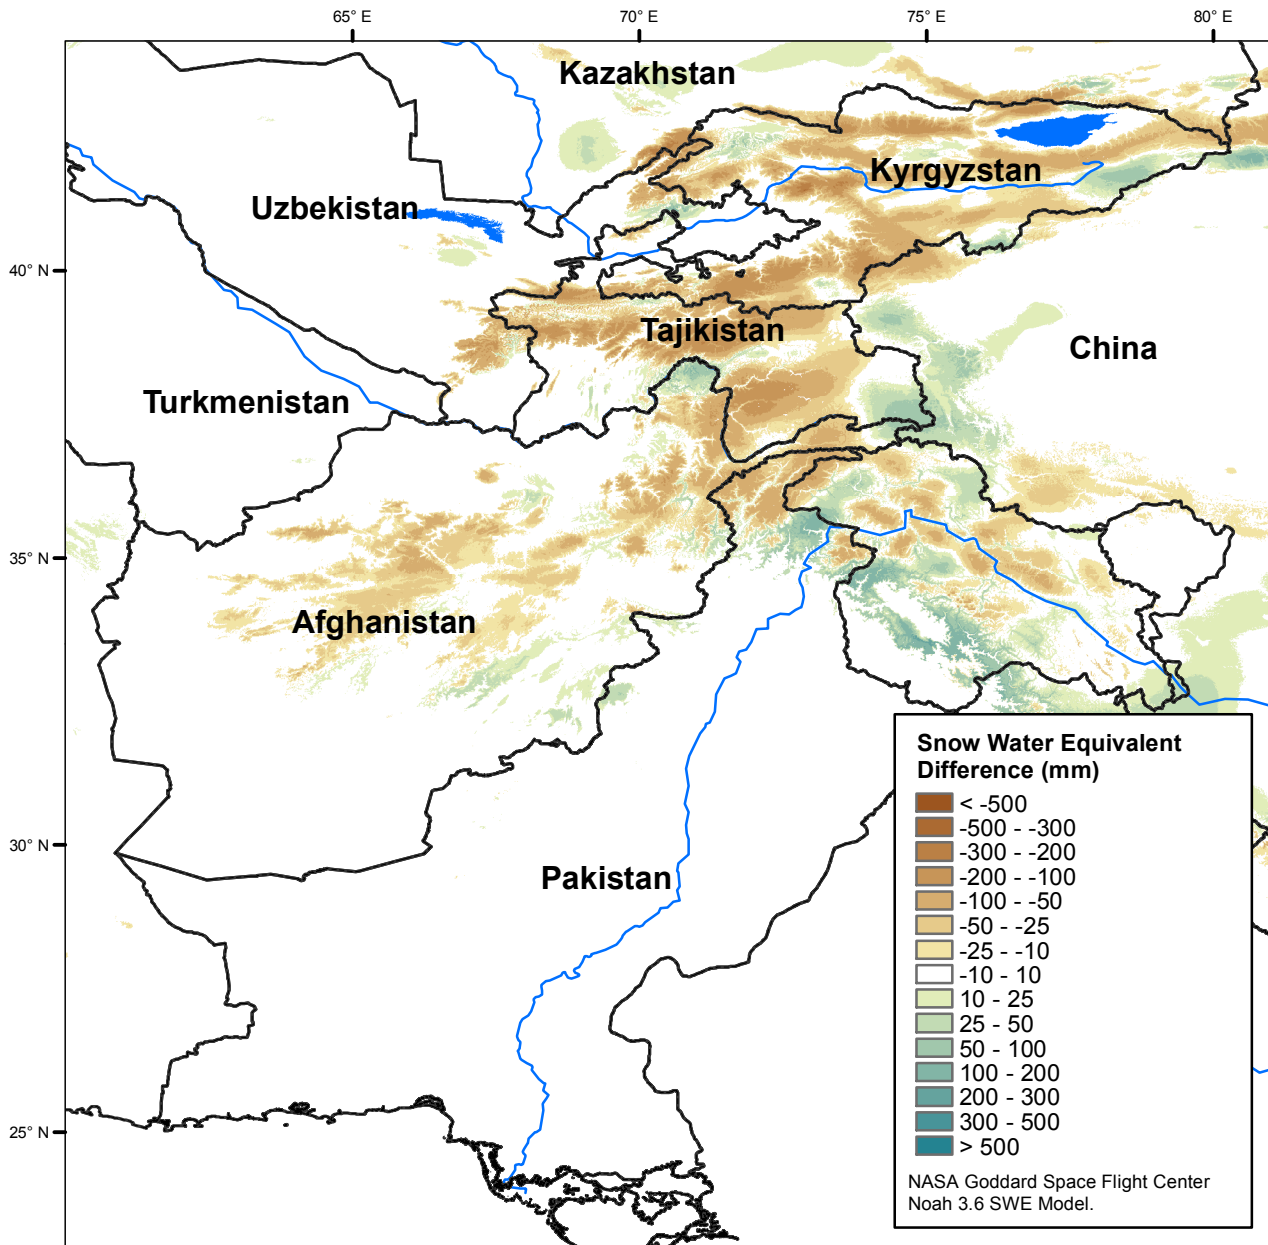 65° E
70° E
75° E
80° E
Kazakhstan
Kyrgyzstan
Uzbekistan
40° N
Tajikistan
China
Turkmenistan
35° N
Afghanistan
Snow Water Equivalent
Difference (mm)
< -500
-500 - -300
-300 - -200
-200 - -100
-100 - -50
-50 - -25
-25 - -10
-10 - 10
10 - 25
25 - 50
50 - 100
100 - 200
200 - 300
300 - 500
> 500
NASA Goddard Space Flight Center
Noah 3.6 SWE Model.
30° N
Pakistan
25° N